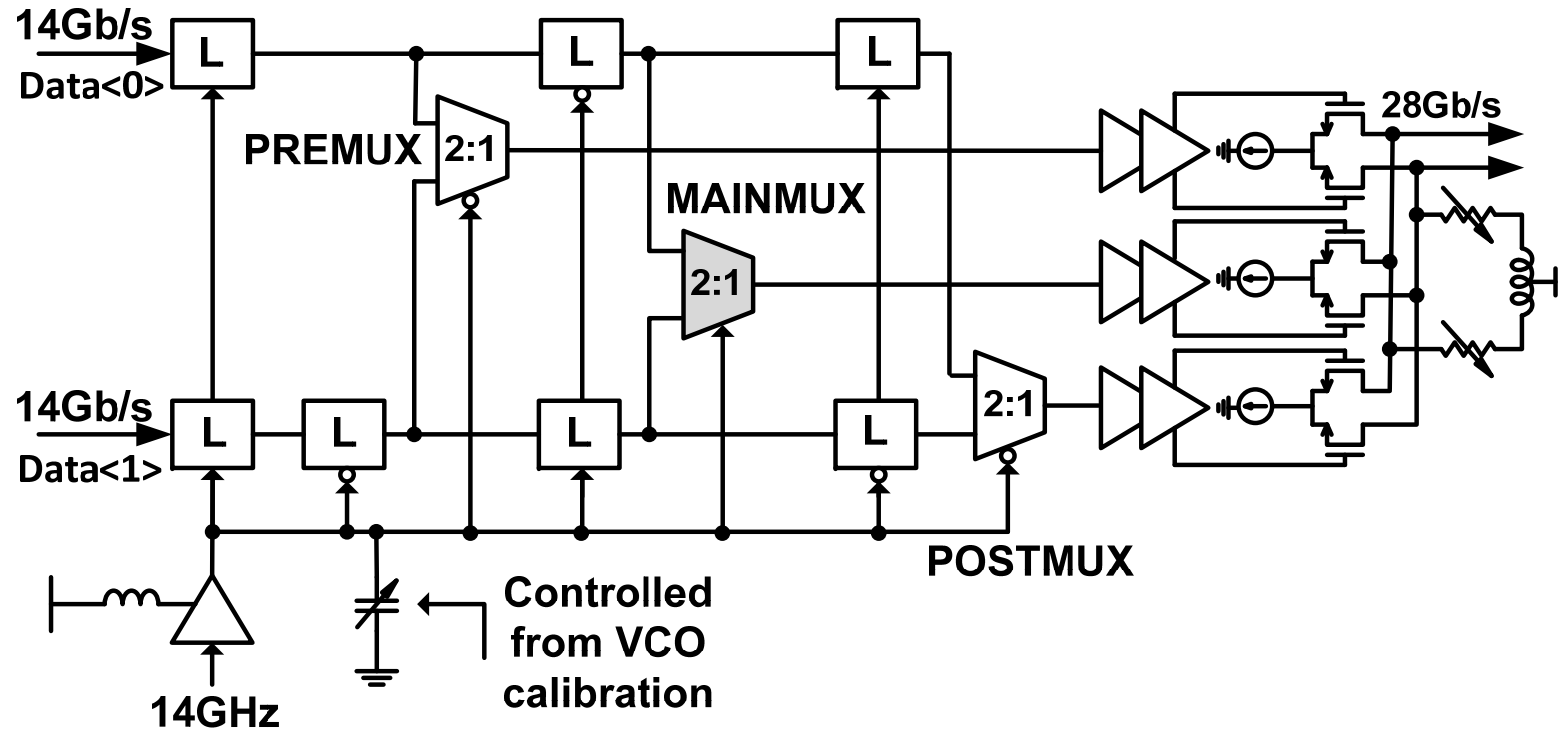 14Gb/s
Data<0>
L
L
L
28Gb/s
PREMUX
2:1
MAINMUX
2:1
2:1
14Gb/s
Data<1>
L
L
L
L
POSTMUX
Controlled
from VCO
calibration
14GHz